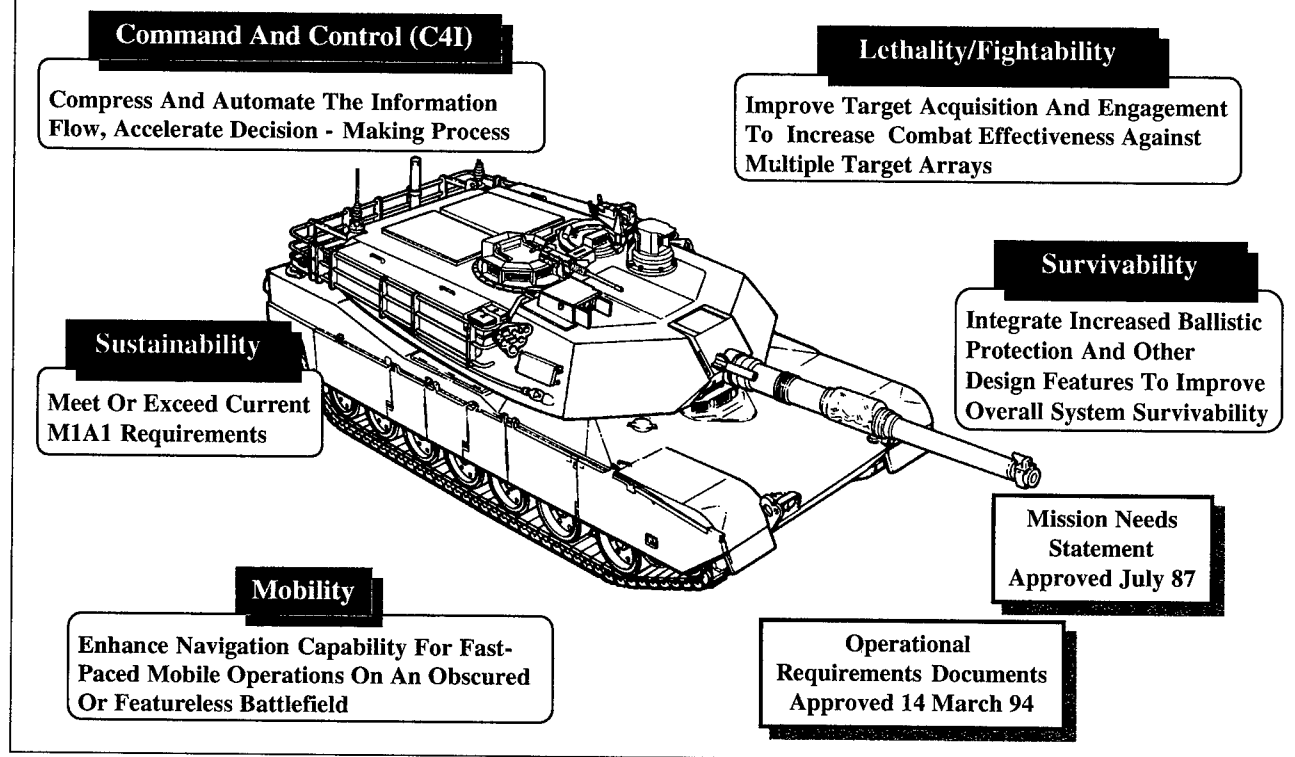 Command And Control (C4I)
Compress And Automate The Information
Flow, Accelerate Decision - Making Process
Lethality/Fightability
Improve Target Acquisition And Engagement
To Increase Combat Effectiveness Against
Multiple Target Arrays
Survivability
Integrate Increased Ballistic
Protection And Other
Design Features To Improve
Overall System Survivability
Sustainability
Meet Or Exceed Current
M1A1 Requirements
Mission Needs
Statement
Approved July 87
Mobility
Enhance Navigation Capability For Fast-
Paced Mobile Operations On An Obscured
Or Featureless Battlefield
Operational
Requirements Documents
Approved 14 March 94